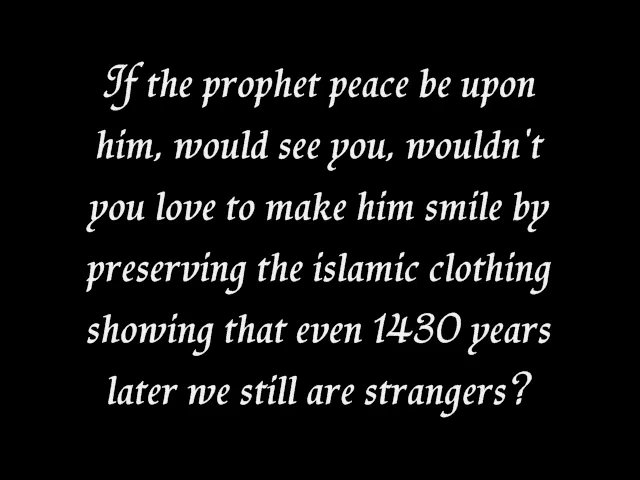 If the prophet peace be upon
him, would see you, wouldn't
you love to make him smile by
preserving the islamic clothing
showing that even 1430 years
later we still are strangers?